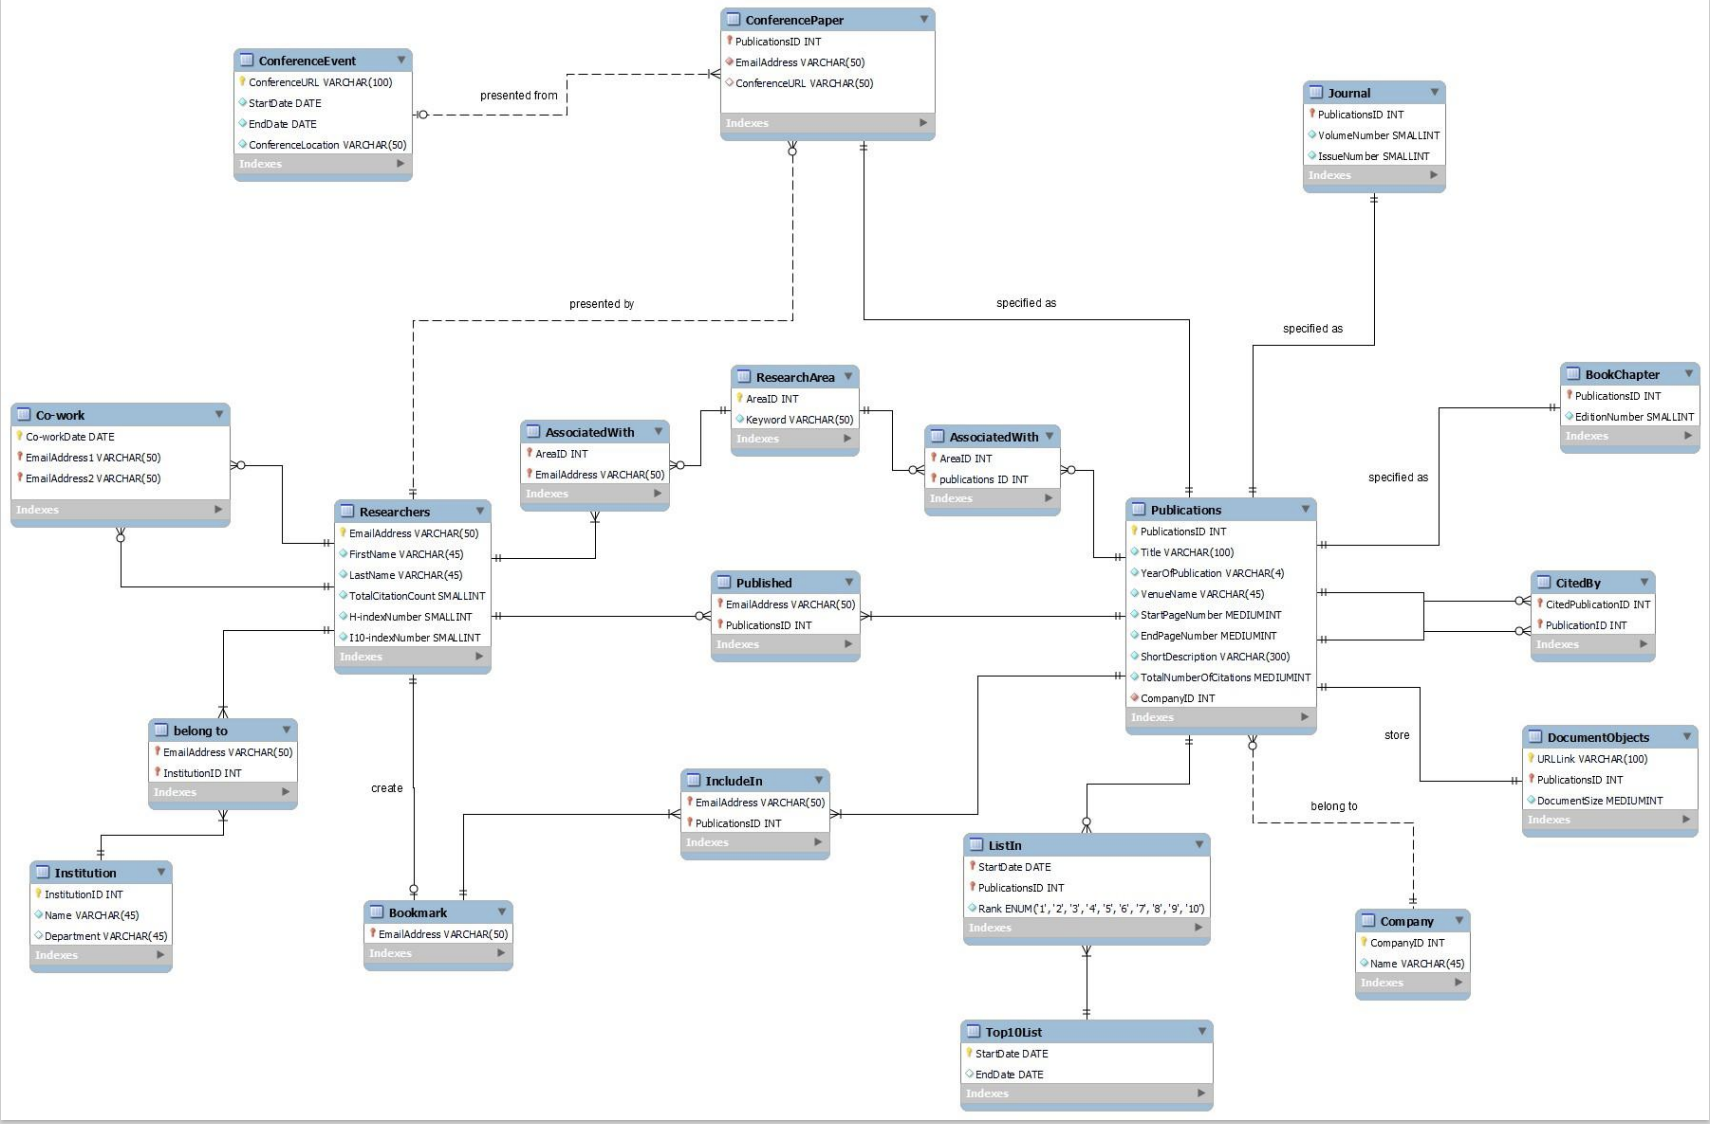 ConferencePaper
PublicationsID INT
EmailAddress VARCHAR(50)
ConferenceURL VARCHAR(50)
Indexes
ConferenceEvent
ConferenceURL VARCHAR(100)
StartDate DATE
EndDate DATE
ConferenceLocation VARCHAR(50)
Indexes
presented from
Journal
PublicationsID INT
VolumeNumber SMALLINT
IssueNumber SMALLINT
Indexes
presented by
specified as
specified as
ResearchArea
AreaID INT
Keyword VARCHAR(50)
Indexes
BookChapter
PublicationsID INT
EditionNumber SMALLINT
Indexes
specified as
Co-work
Co-workDate DATE
EmailAddress1 VARCHAR(50)
EmailAddress2 VARCHAR(50)
Indexes
AssociatedWith
AreaID INT
EmailAddress VARCHAR(50)
Indexes
AssociatedWith
AreaID INT
publications ID INT
Indexes
Researchers
EmailAddress VARCHAR(50)
FirstName VARCHAR(45)
LastName VARCHAR(45)
TotalCitationCount SMALLINT
H-indexNumber SMALLINT
I10-indexNumber SMALLINT
Indexes
Publications
PublicationsID INT
Title VARCHAR(100)
YearOfPublication VARCHAR(4)
VenueName VARCHAR(45)
StartPageNumber MEDIUMINT
EndPageNumber MEDIUMINT
ShortDescription VARCHAR(300)
TotalNumberOfCitations MEDIUMINT
CompanyID INT
Indexes
Published
EmailAddress VARCHAR(50)
PublicationsID INT
Indexes
CitedBy
CitedPublicationID INT
PublicationID INT
Indexes
belong to
EmailAddress VARCHAR(50)
InstitutionID INT
Indexes
store
DocumentObjects
URLLink VARCHAR(100)
PublicationsID INT
DocumentSize MEDIUMINT
Indexes
create
IncludeIn
EmailAddress VARCHAR(50)
PublicationsID INT
Indexes
belong to
ListIn
StartDate DATE
PublicationsID INT
Rank ENUM('1', '2', '3', '4', '5', '6', '7', '8', '9', '10')
Indexes
Institution
InstitutionID INT
Name VARCHAR(45)
Department VARCHAR(45)
Indexes
Bookmark
EmailAddress VARCHAR(50)
Indexes
Company
CompanyID INT
Name VARCHAR(45)
Indexes
Top10List
StartDate DATE
EndDate DATE
Indexes